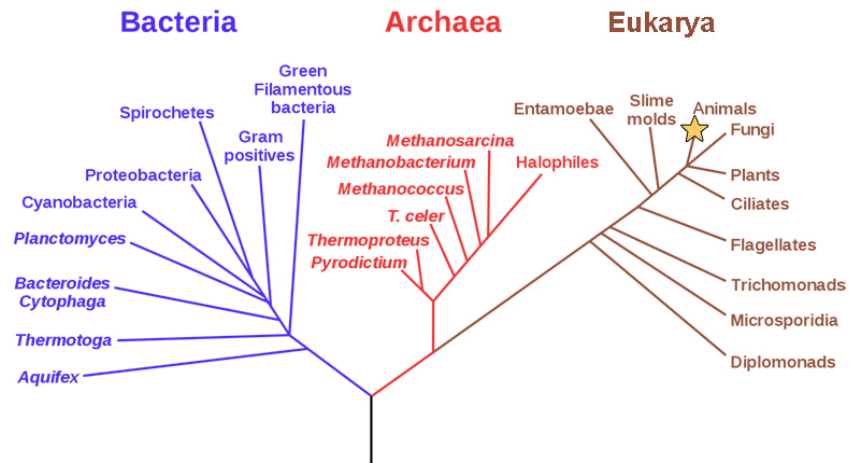 Bacteria
Archaea
Eukarya
Green
Filamentous
bacteria
Spirochetes
Gram
positives
Proteobacteria
Cyanobacteria
Planctomyces
Bacteroides
Cytophaga
Thermotoga
Aquifex
Methanosarcina
Methanobacterium
Halophiles
Methanococcus
T. celer
Thermoproteus
Pyrodictium
Entamoebae
Slime
molds
Animals
Fungi
Plants
Ciliates
Flagellates
Trichomonads
Microsporidia
Diplomonads